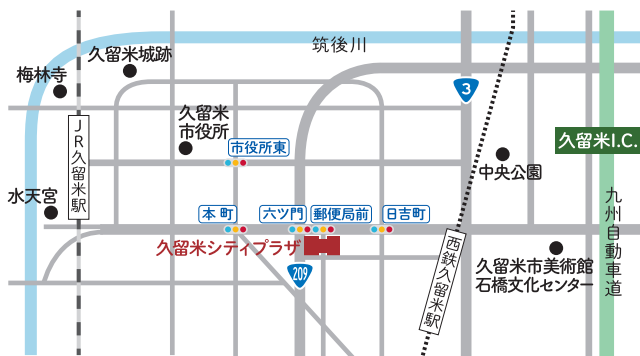 筑後川
久留米城跡
梅林寺
3
久留米
市役所
久留米I.C.
市役所東
JR久留米駅
中央公園
水天宮
本町
六ツ門
郵便局前
日吉町
九州自動車道
久留米シティプラザ
西鉄久留米駅
209
久留米市美術館
石橋文化センター